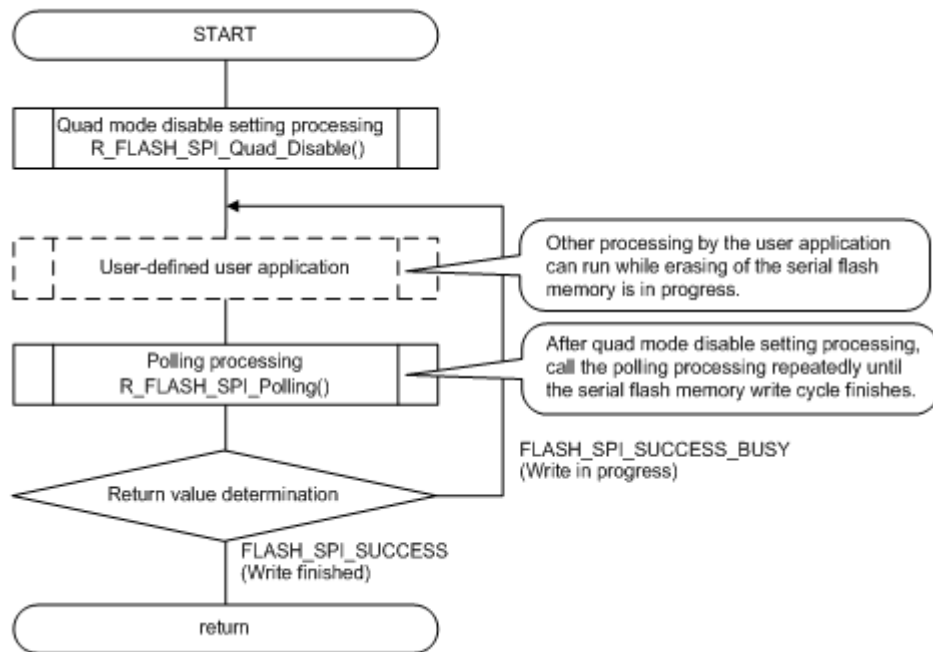 START
Quad mode disable setting processing
R_FLASH_SPI_Quad_Disable()
User-defined user application
Other processing by the user application
can run while erasing of the serial flash
memory is in progress.
Polling processing
R_FLASH_SPI_Polling()
After quad mode disable setting processing,
call the polling processing repeatedly until
the serial flash memory write cycle finishes.
FLASH_SPI_SUCCESS_BUSY
(Write in progress)
Return value determination
FLASH_SPI_SUCCESS
(Write finished)
return